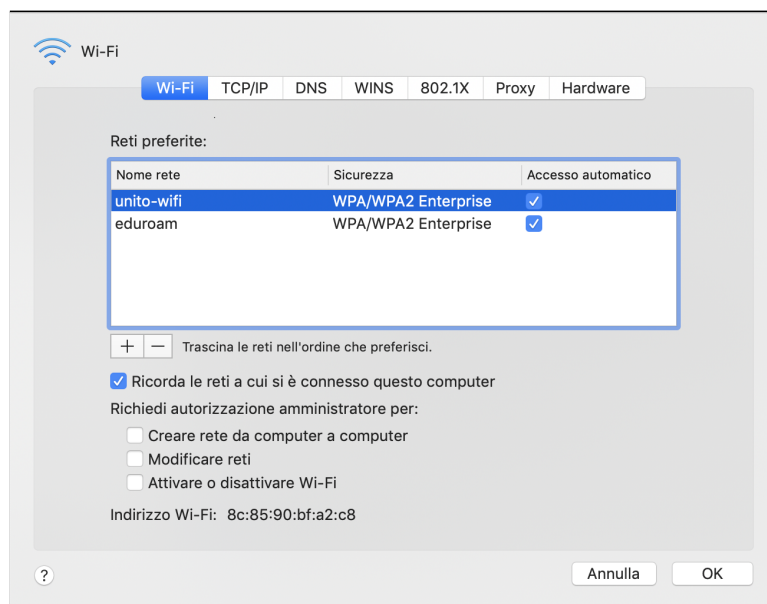 Wi-Fi
Wi-Fi TCP/IP DNS WINS 802.1X Proxy Hardware
Reti preferite:
Nome rete Sicurezza Accesso automatico
unito-wifi WPA/WPA2 Enterprise
eduroam WPA/WPA2 Enterprise
+ − Trascina le reti nell'ordine che preferisci.
Ricorda le reti a cui si è connesso questo computer
Richiedi autorizzazione amministratore per:
Creare rete da computer a computer
Modificare reti
Attivare o disattivare Wi-Fi
Indirizzo Wi-Fi: 8c:85:90:bf:a2:c8
? Annulla OK